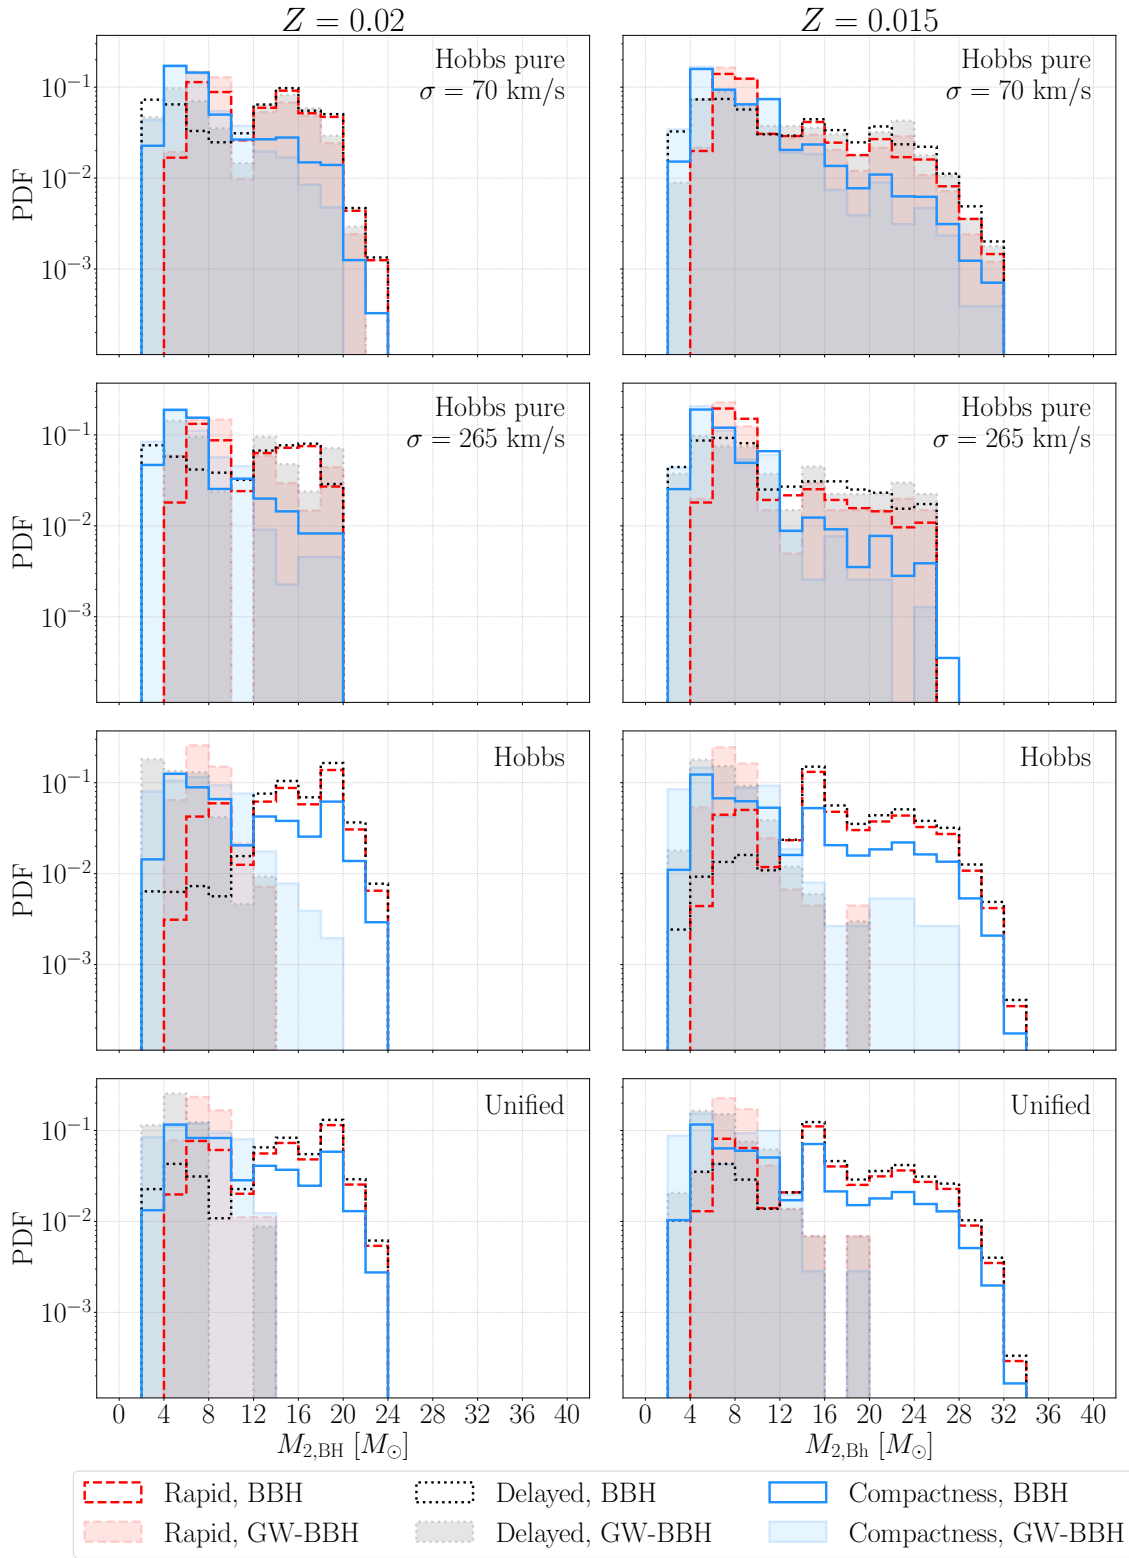 Z = 0.02
Z = 0.015
Hobbs pure
σ = 70 km/s
Hobbs pure
σ = 70 km/s
PDF
10⁻¹
10⁻²
10⁻³
Hobbs pure
σ = 265 km/s
Hobbs pure
σ = 265 km/s
PDF
10⁻¹
10⁻²
10⁻³
Hobbs
Hobbs
PDF
10⁻¹
10⁻²
10⁻³
Unified
Unified
PDF
10⁻¹
10⁻²
10⁻³
0 4 8 12 16 20 24 28 32 36 40
0 4 8 12 16 20 24 28 32 36 40
M₂,BH [M⊙]
M₂,Bh [M⊙]
Rapid, BBH
Delayed, BBH
Compactness, BBH
Rapid, GW-BBH
Delayed, GW-BBH
Compactness, GW-BBH